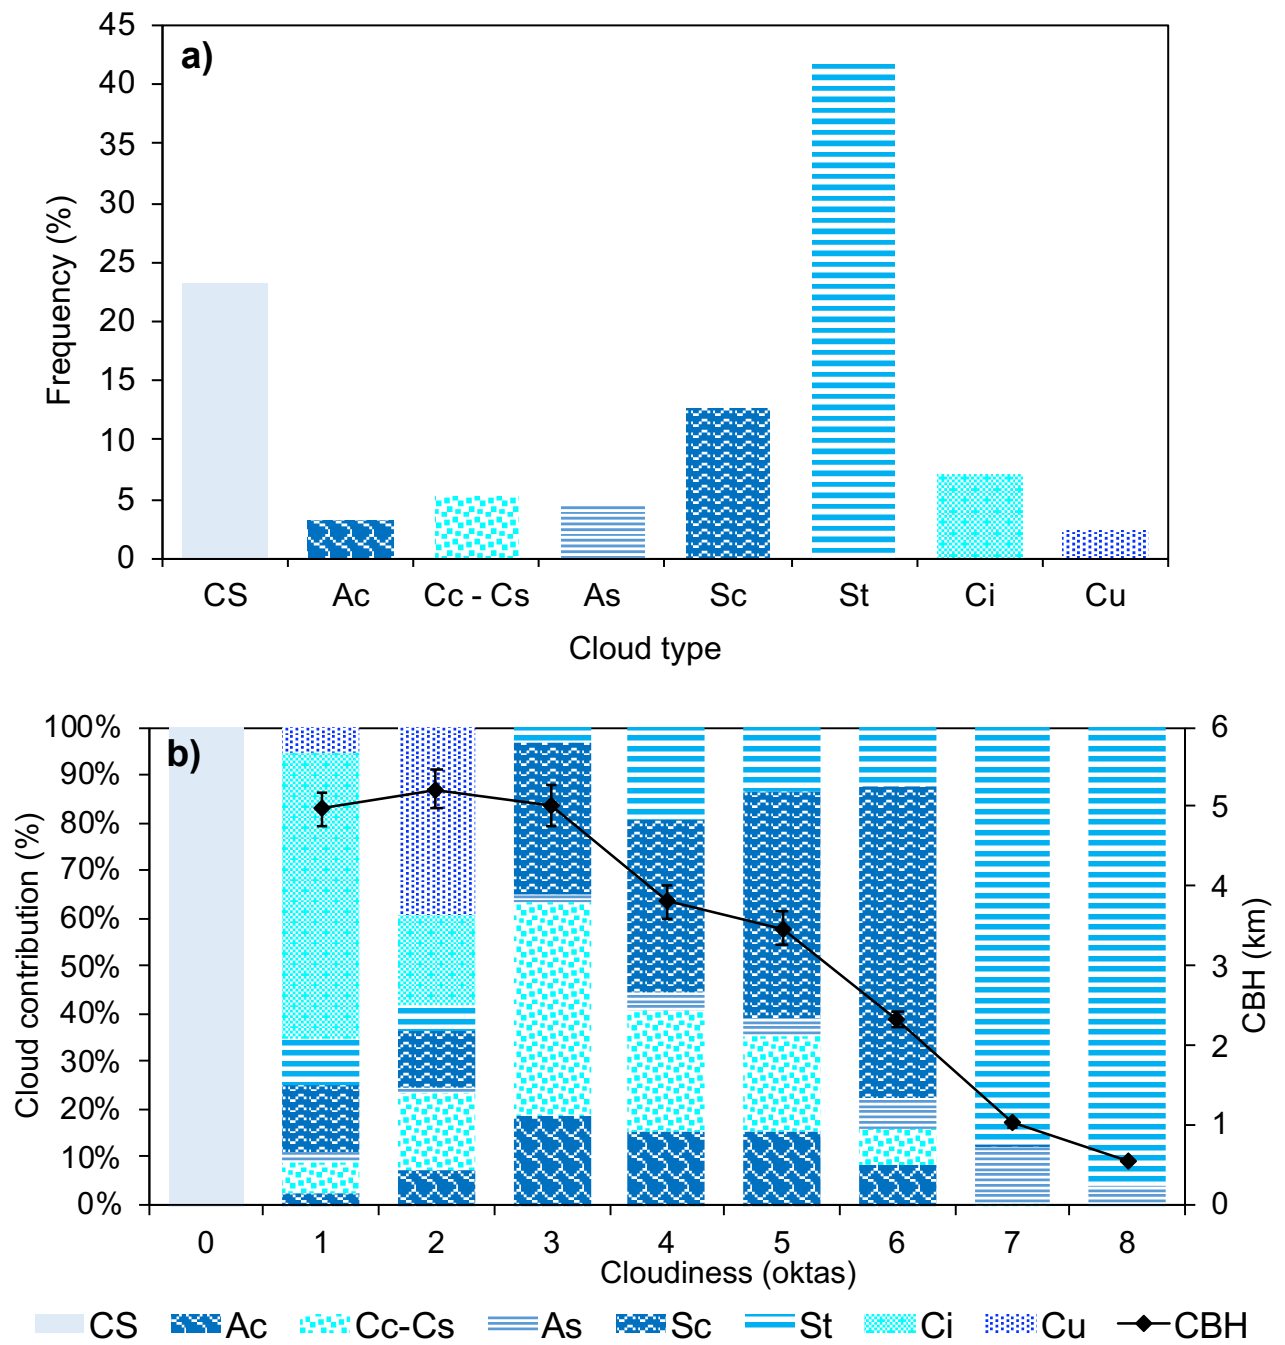 a)
45
40
35
30
25
20
15
10
5
0
Frequency (%)
CS Ac Cc - Cs As Sc St Ci Cu
Cloud type
b)
100%
90%
80%
70%
60%
50%
40%
30%
20%
10%
0%
Cloud contribution (%)
6
5
4
3
2
1
0
CBH (km)
0 1 2 3 4 5 6 7 8
Cloudiness (oktas)
CS Ac Cc-Cs As Sc St Ci Cu CBH